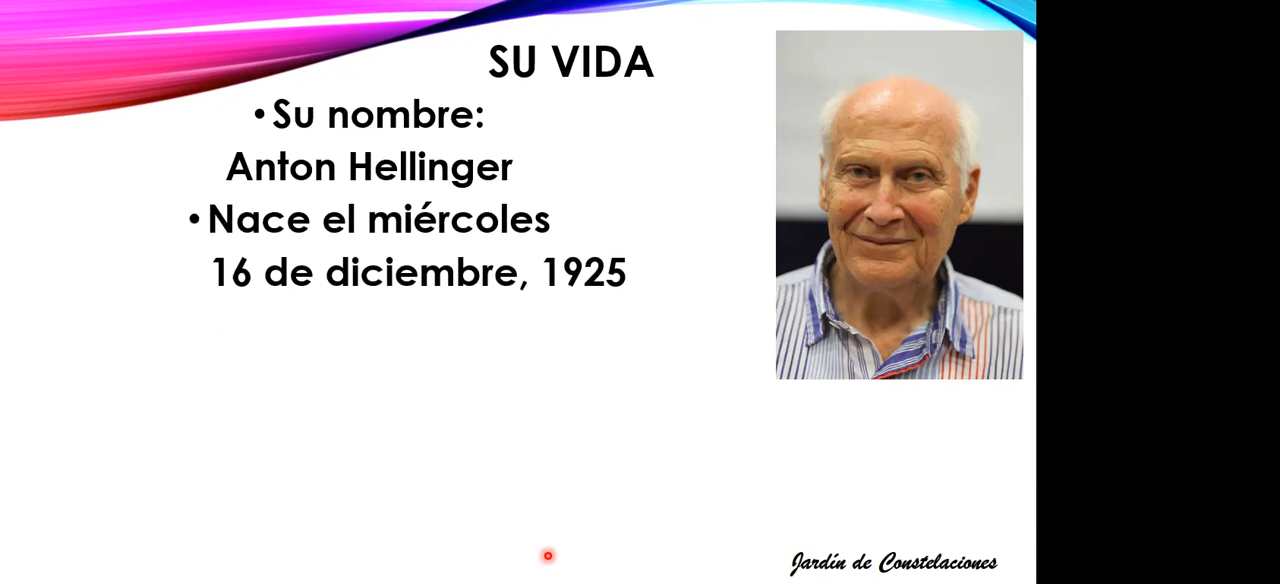 SU VIDA
• Su nombre:
Anton Hellinger
• Nace el miércoles
16 de diciembre, 1925
Jardín de Constelaciones